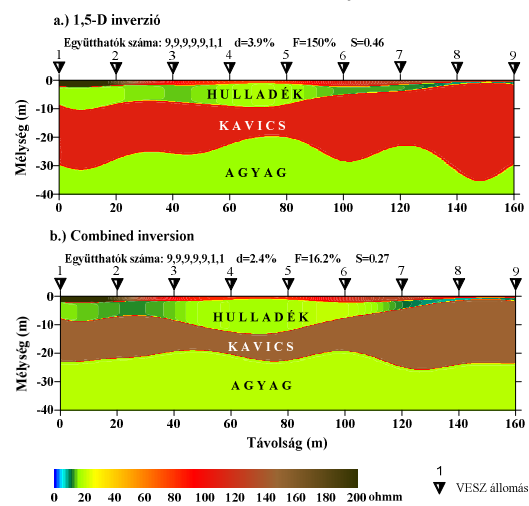 a.) 1,5-D inverzió
Együtthatók száma: 9,9,9,9,9,1,1 d=3.9% F=150% S=0.46
1 2 3 4 5 6 7 8 9
0
-10
-20
-30
-40
Mélység (m)
HULLADÉK
KAVICS
AGYAG
0 20 40 60 80 100 120 140 160
b.) Combined inversion
Együtthatók száma: 9,9,9,9,9,1,1 d=2.4% F=16.2% S=0.27
1 2 3 4 5 6 7 8 9
0
-10
-20
-30
-40
Mélység (m)
HULLADÉK
KAVICS
AGYAG
0 20 40 60 80 100 120 140 160
Távolság (m)
0 20 40 60 80 100 120 140 160 200 ohmm
1
VESZ állomás